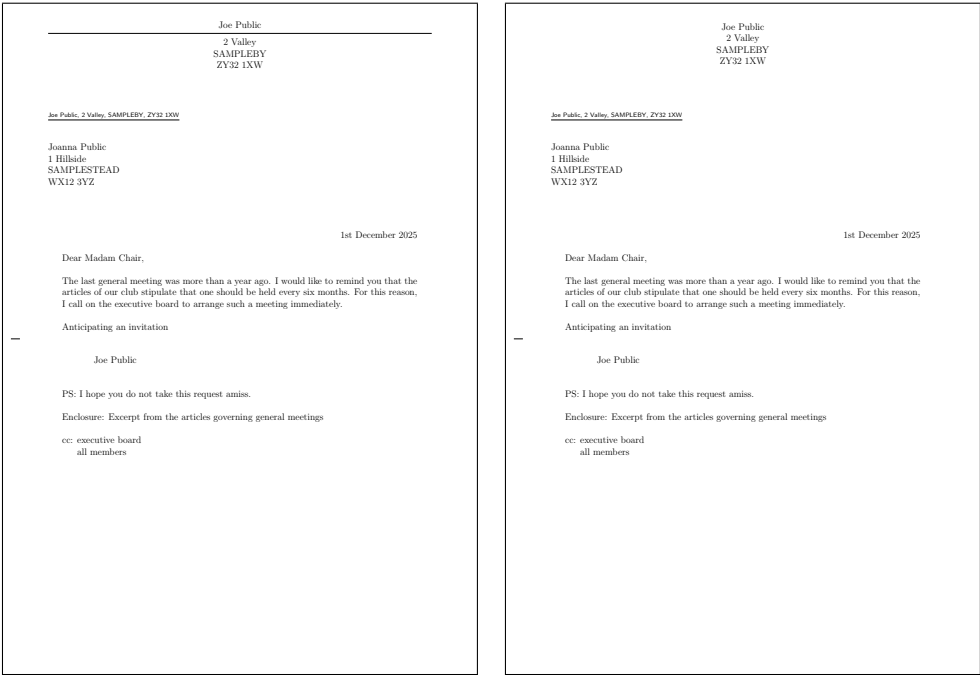 Joe Public
2 Valley
SAMPLEBY
ZY32 1XW
Joe Public, 2 Valley, SAMPLEBY, ZY32 1XW
Joanna Public
1 Hillside
SAMPLESTEAD
WX12 3YZ
1st December 2025
Dear Madam Chair,
The last general meeting was more than a year ago. I would like to remind you that the
articles of our club stipulate that one should be held every six months. For this reason,
I call on the executive board to arrange such a meeting immediately.
Anticipating an invitation
Joe Public
PS: I hope you do not take this request amiss.
Enclosure: Excerpt from the articles governing general meetings
cc: executive board
all members
Joe Public
2 Valley
SAMPLEBY
ZY32 1XW
Joe Public, 2 Valley, SAMPLEBY, ZY32 1XW
Joanna Public
1 Hillside
SAMPLESTEAD
WX12 3YZ
1st December 2025
Dear Madam Chair,
The last general meeting was more than a year ago. I would like to remind you that the
articles of our club stipulate that one should be held every six months. For this reason,
I call on the executive board to arrange such a meeting immediately.
Anticipating an invitation
Joe Public
PS: I hope you do not take this request amiss.
Enclosure: Excerpt from the articles governing general meetings
cc: executive board
all members